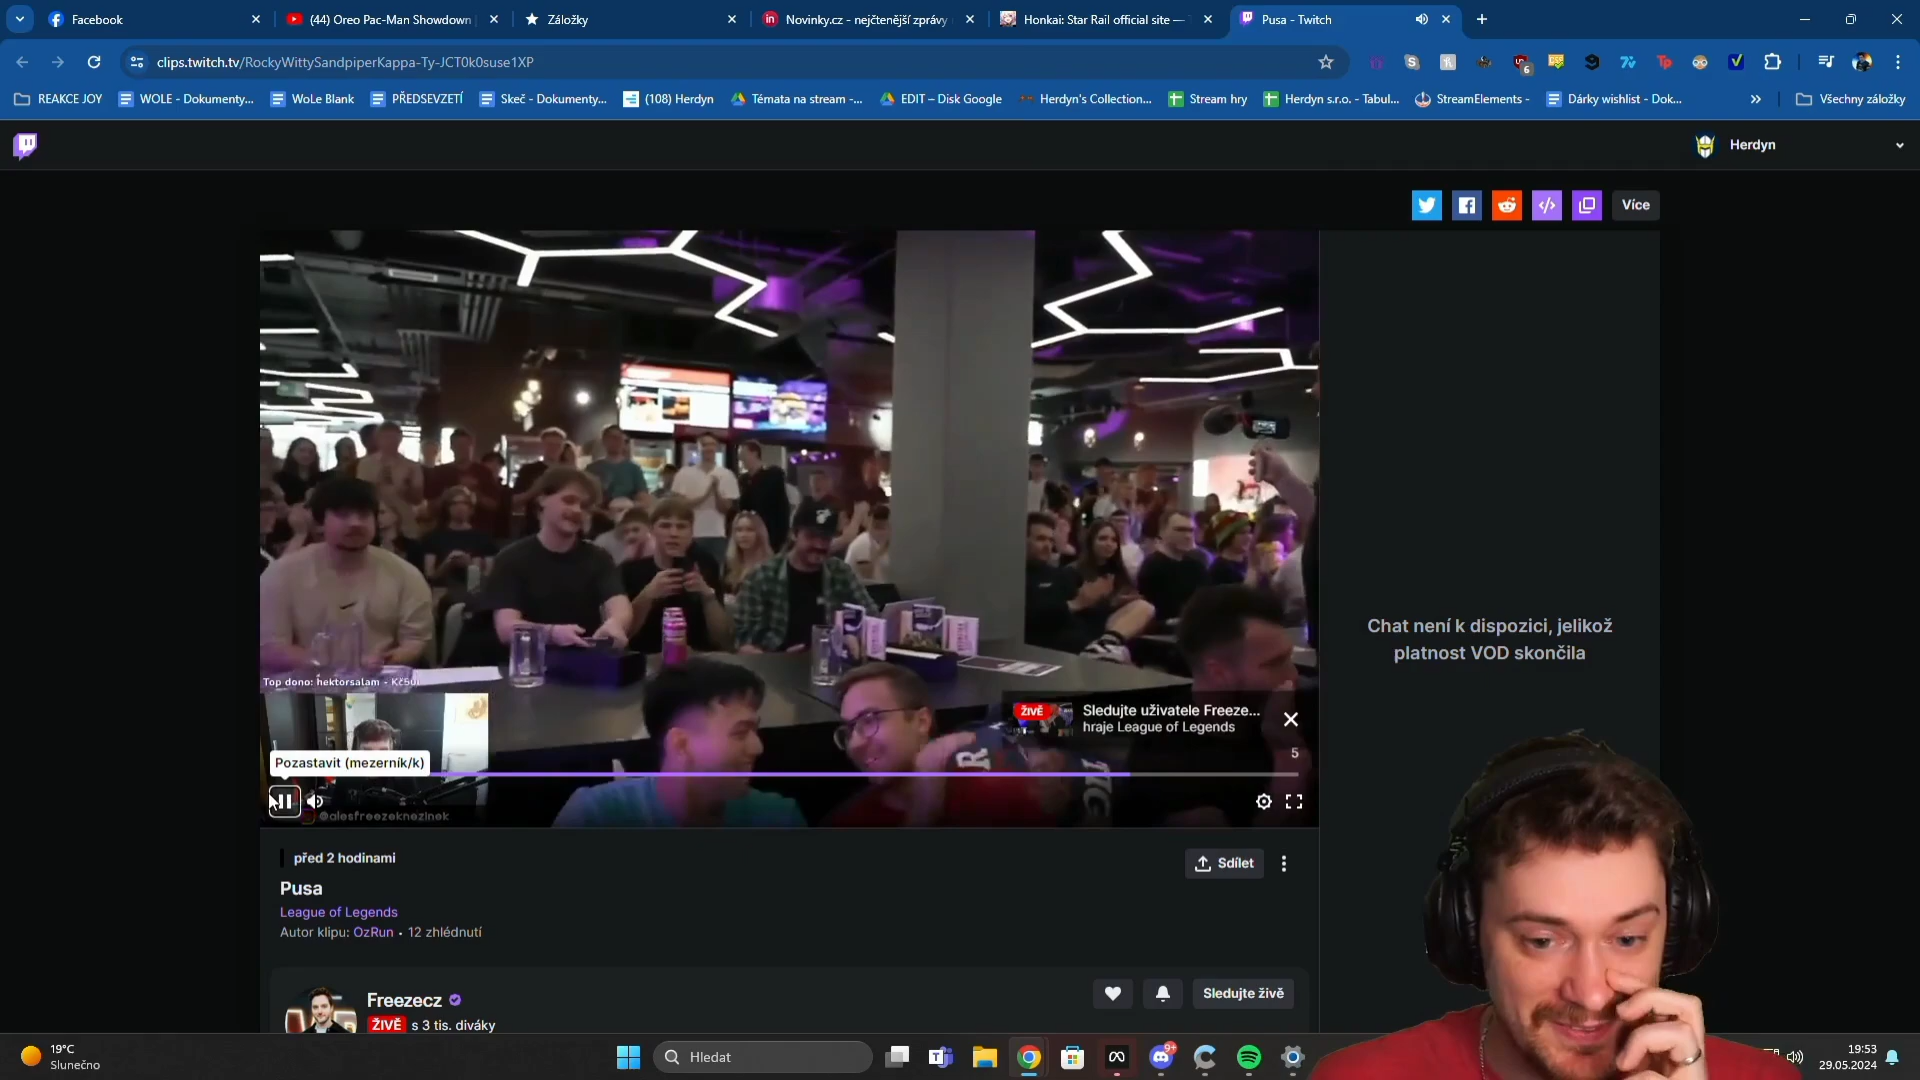 Facebook
(44) Oreo Pac-Man Showdown
Záložky
Novinky.cz - nejčtenější zprávy
Honkai: Star Rail official site —
Pusa - Twitch
clips.twitch.tv/RockyWittySandpiperKappa-Ty-JCT0k0suse1XP
6
REAKCE JOY
WOLE - Dokumenty...
WoLe Blank
PŘEDSEVZETÍ
Skeč - Dokumenty...
(108) Herdyn
Témata na stream -...
EDIT – Disk Google
Herdyn's Collection...
Stream hry
Herdyn s.r.o. - Tabul...
StreamElements -
Dárky wishlist - Dok...
Všechny záložky
Herdyn
Více
Chat není k dispozici, jelikož
platnost VOD skončila
Top dono: hektorsalam - Kč50
ŽIVĚ
Sledujte uživatele Freeze...
hraje League of Legends
5
Pozastavit (mezerník/k)
@alesfreezeknezinek
před 2 hodinami
Sdílet
Pusa
League of Legends
Autor klipu: OzRun • 12 zhlédnutí
Freezecz
ŽIVĚ s 3 tis. diváky
Sledujte živě
19°C
Slunečno
Hledat
9+
19:53
29.05.2024